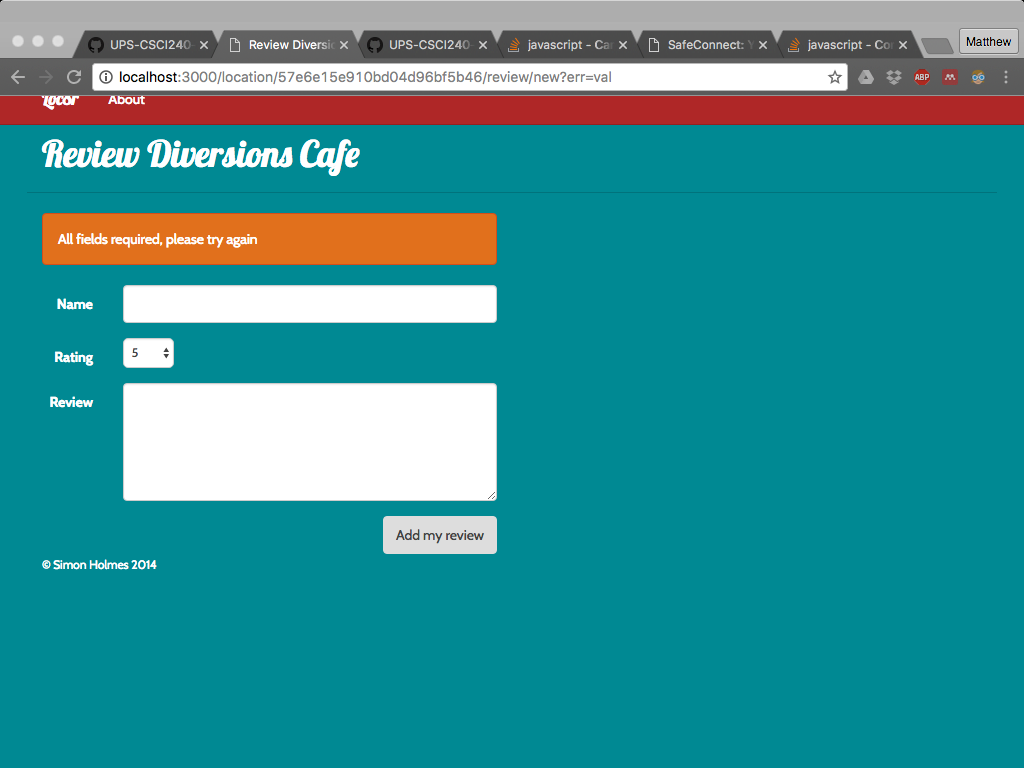 UPS-CSCI240
Review Diversi
UPS-CSCI240
javascript - Ca
SafeConnect: Y
javascript - Co
Matthew
localhost:3000/location/57e6e15e910bd04d96bf5b46/review/new?err=val
ABP
Loc8r
About
Review Diversions Cafe
All fields required, please try again
Name
Rating
5
Review
Add my review
© Simon Holmes 2014